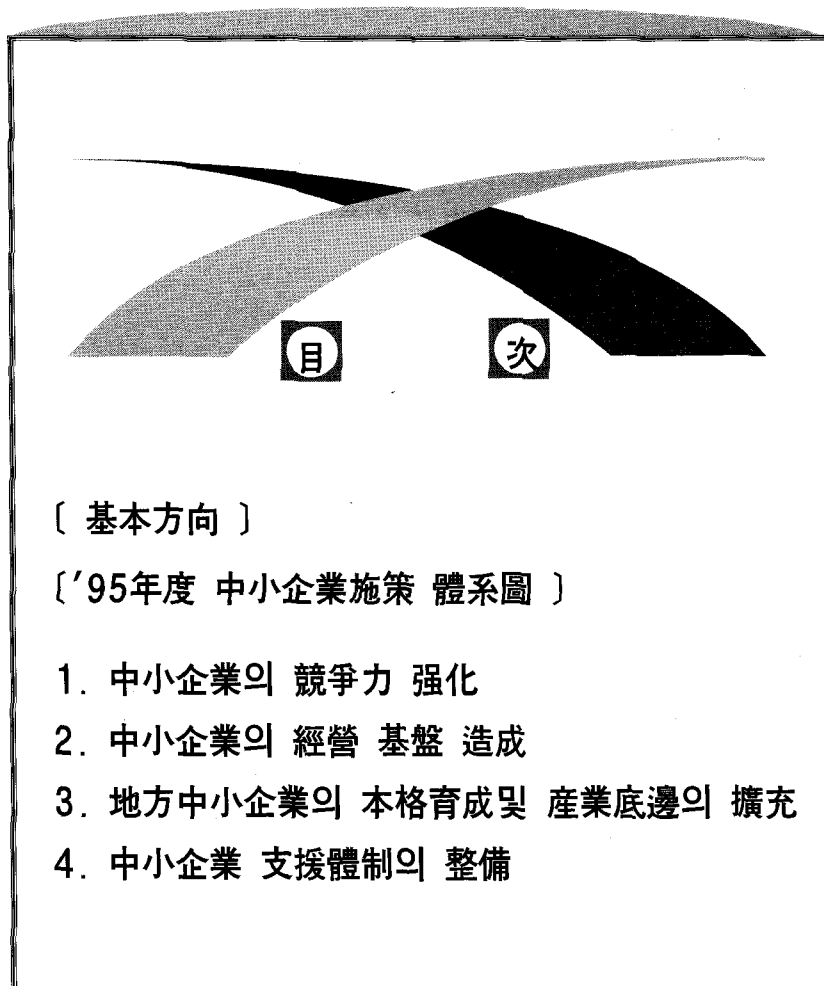 目 次
〔 基本方向 〕
〔'95年度 中小企業施策 體系圖 〕
1. 中小企業의 競爭力 强化
2. 中小企業의 經營 基盤 造成
3. 地方中小企業의 本格育成및 産業底邊의 擴充
4. 中小企業 支援體制의 整備